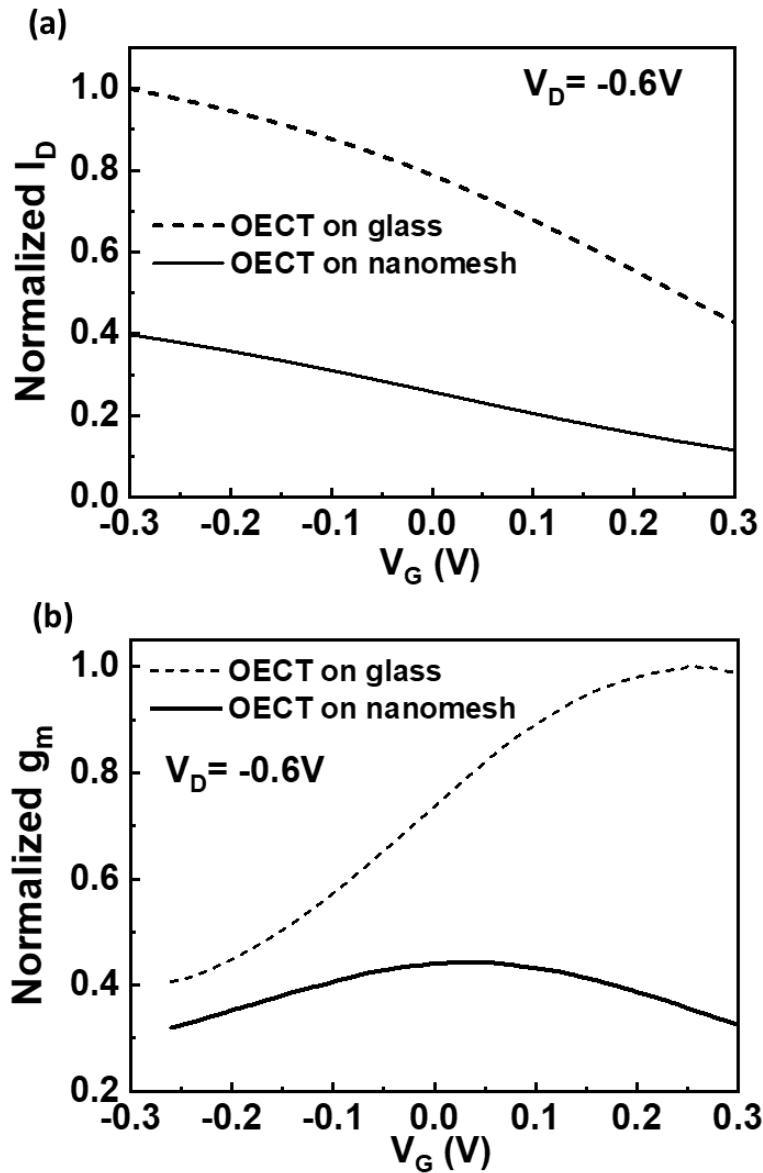 (a)
V_D= -0.6V
Normalized I_D
1.0
0.8
0.6
0.4
0.2
0.0
OECT on glass
OECT on nanomesh
-0.3 -0.2 -0.1 0.0 0.1 0.2 0.3
V_G (V)
(b)
OECT on glass
OECT on nanomesh
V_D= -0.6V
Normalized g_m
1.0
0.8
0.6
0.4
0.2
-0.3 -0.2 -0.1 0.0 0.1 0.2 0.3
V_G (V)